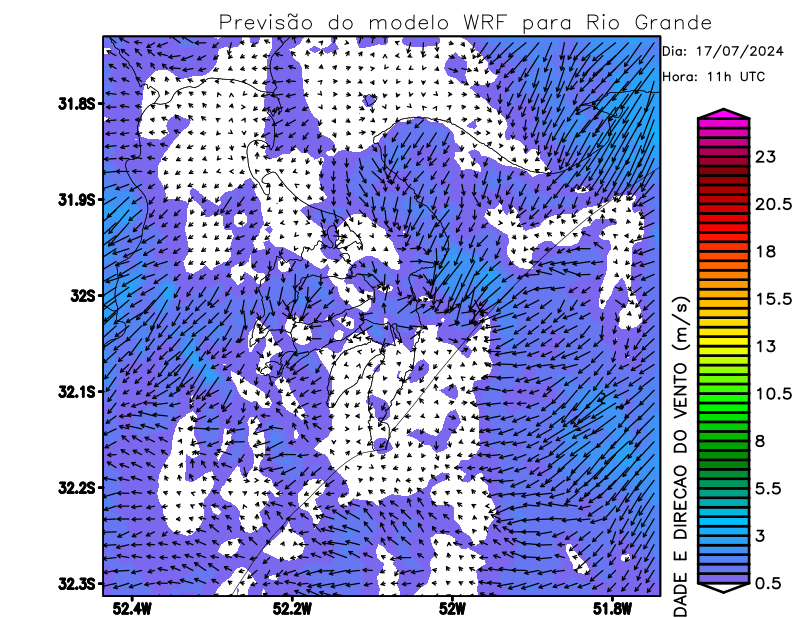 Previsão do modelo WRF para Rio Grande
Dia: 17/07/2024
Hora: 11h UTC
31.8S
31.9S
32S
32.1S
32.2S
32.3S
52.4W
52.2W
52W
51.8W
23
20.5
18
15.5
13
10.5
8
5.5
3
0.5
DADE E DIRECAO DO VENTO (m/s)